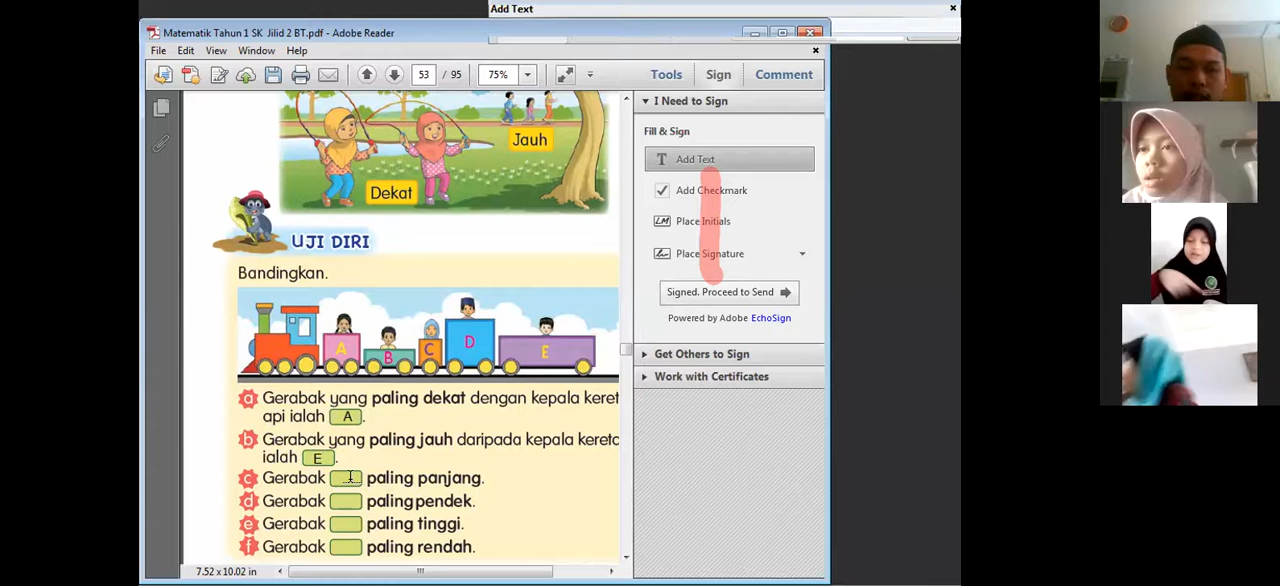 Add Text
Matematik Tahun 1 SK Jilid 2 BT.pdf - Adobe Reader
File Edit View Window Help
53 / 95 75% Tools Sign Comment
Jauh
Dekat
UJI DIRI
Bandingkan.
A B C D E
a Gerabak yang paling dekat dengan kepala keret
api ialah A .
b Gerabak yang paling jauh daripada kepala kereta
ialah E .
c Gerabak paling panjang.
d Gerabak paling pendek.
e Gerabak paling tinggi.
f Gerabak paling rendah.
7.52 x 10.02 in
I Need to Sign
Fill & Sign
T Add Text
Add Checkmark
LM Place Initials
Place Signature
Signed. Proceed to Send
Powered by Adobe EchoSign
Get Others to Sign
Work with Certificates